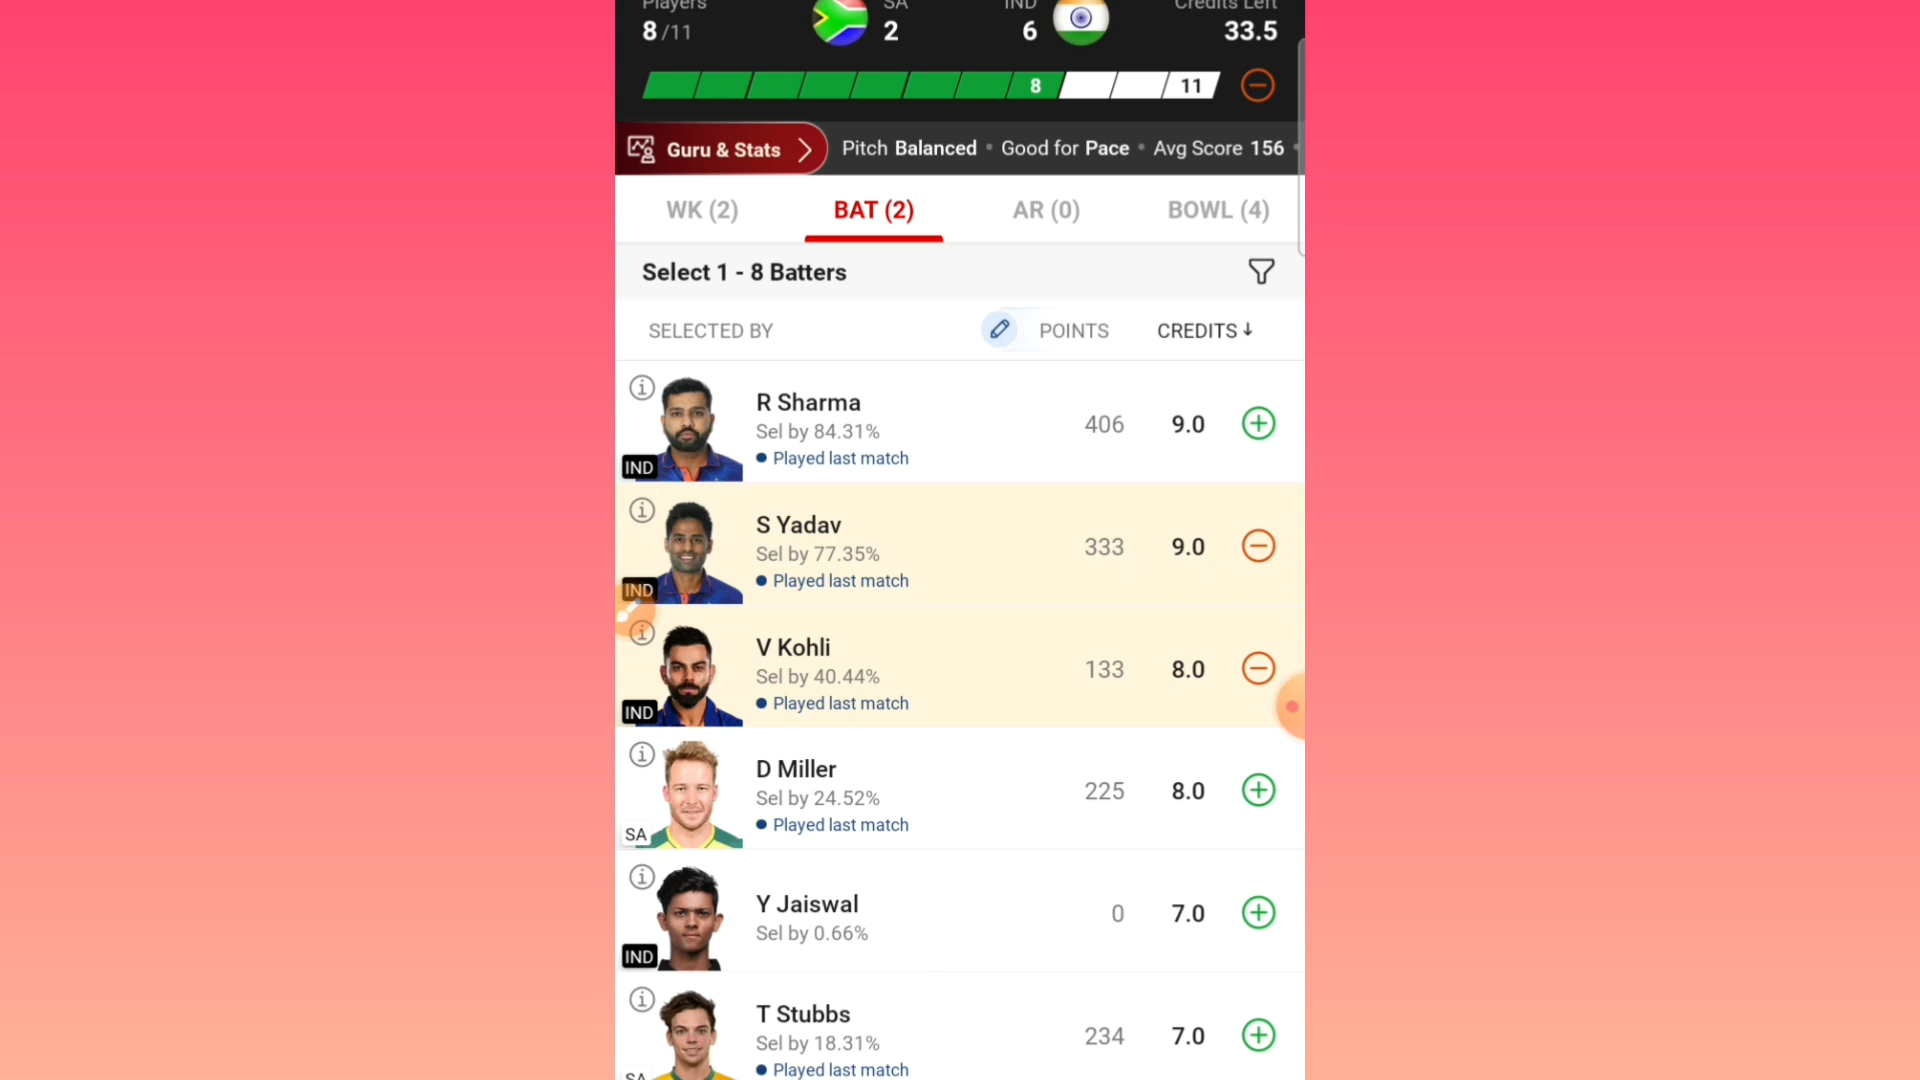 Players SA IND Credits Left
8/11 2 6 33.5
8 11
Guru & Stats Pitch Balanced • Good for Pace • Avg Score 156
WK (2) BAT (2) AR (0) BOWL (4)
Select 1 - 8 Batters
SELECTED BY POINTS CREDITS↓
R Sharma
Sel by 84.31% 406 9.0
Played last match
IND
S Yadav
Sel by 77.35% 333 9.0
Played last match
IND
V Kohli
Sel by 40.44% 133 8.0
Played last match
IND
D Miller
Sel by 24.52% 225 8.0
Played last match
SA
Y Jaiswal
Sel by 0.66% 0 7.0
IND
T Stubbs
Sel by 18.31% 234 7.0
Played last match
SA